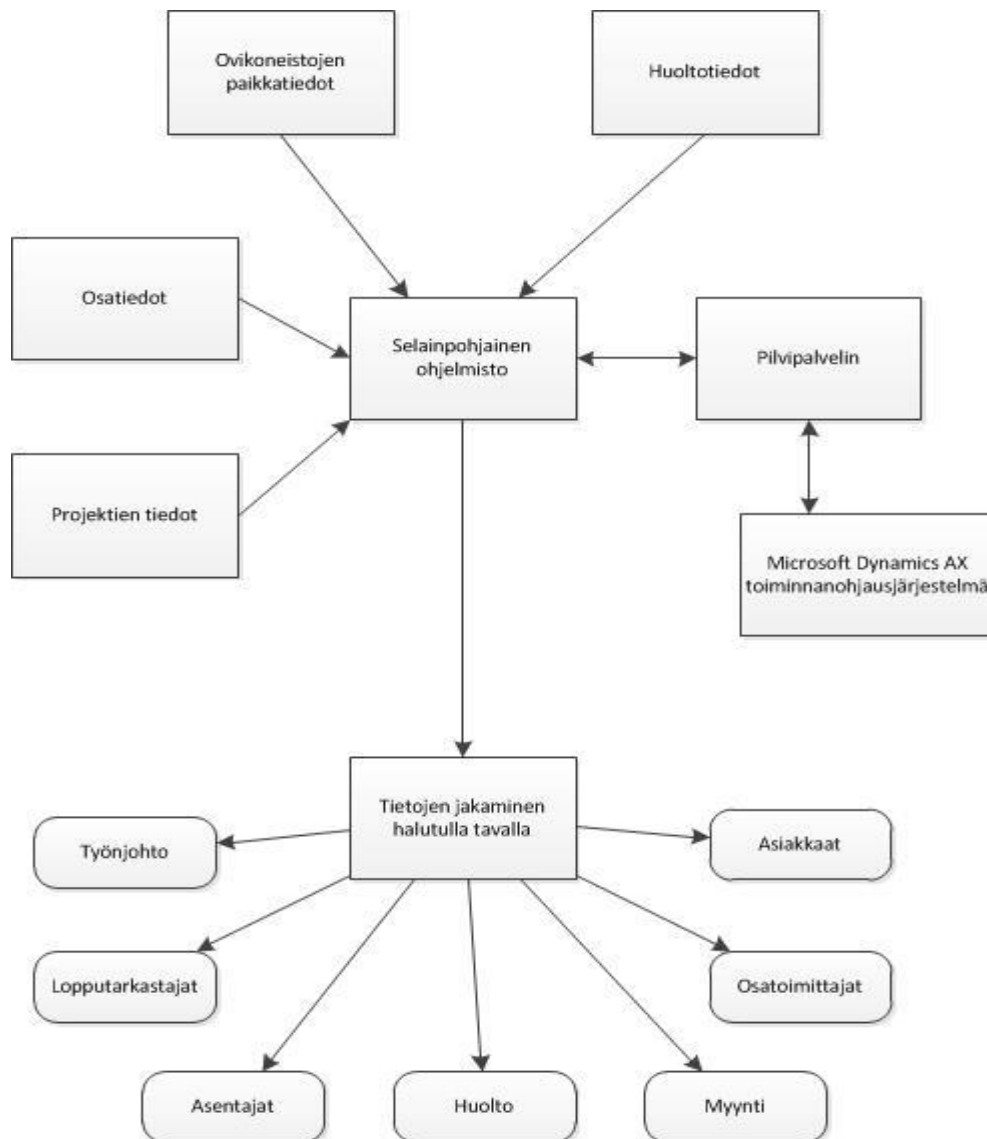 Ovikoneistojen
paikkatiedot
Huoltotiedot
Osatiedot
Selainpohjainen
ohjelmisto
Pilvipalvelin
Projektien tiedot
Microsoft Dynamics AX
toiminnanohjausjärjestelmä
Tietojen jakaminen
halutulla tavalla
Työnjohto
Asiakkaat
Lopputarkastajat
Osatoimittajat
Asentajat
Huolto
Myynti